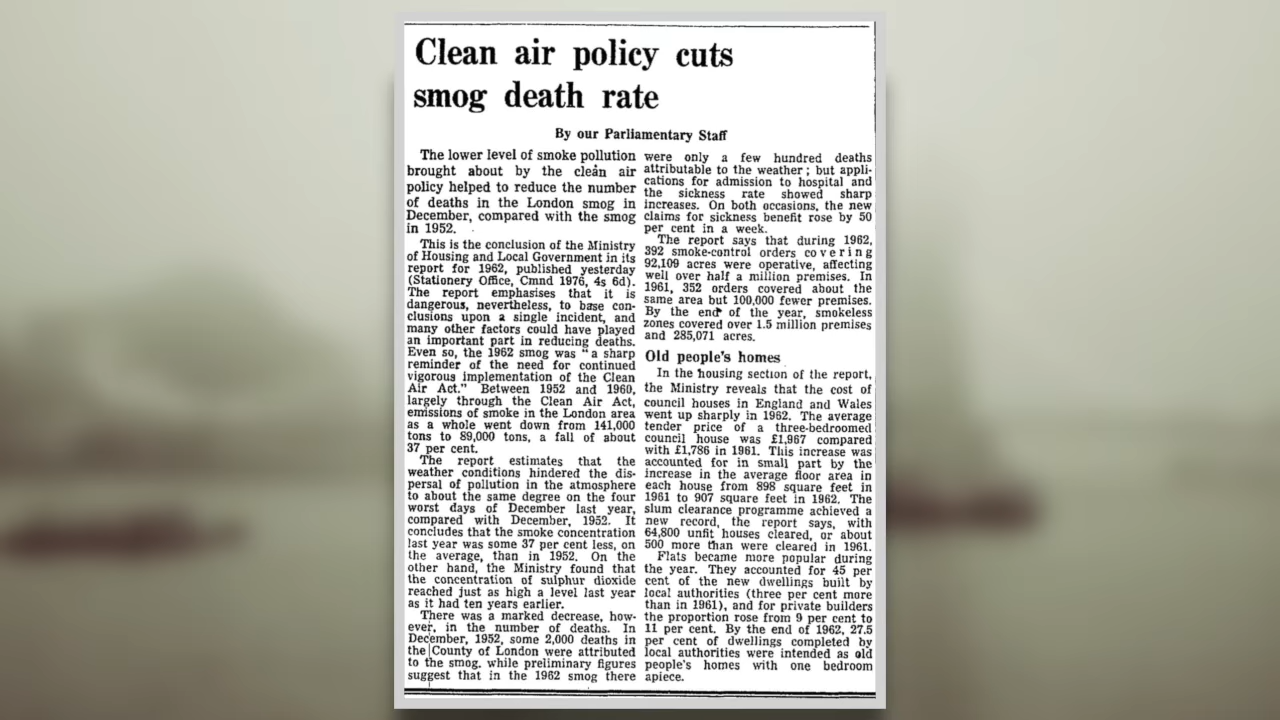 Clean air policy cuts
smog death rate
By our Parliamentary Staff
The lower level of smoke pollution
brought about by the clean air
policy helped to reduce the number
of deaths in the London smog in
December, compared with the smog
in 1952.
This is the conclusion of the Ministry
of Housing and Local Government in its
report for 1962, published yesterday
(Stationery Office, Cmnd 1976, 4s 6d).
The report emphasises that it is
dangerous, nevertheless, to base con-
clusions upon a single incident, and
many other factors could have played
an important part in reducing deaths.
Even so, the 1962 smog was "a sharp
reminder of the need for continued
vigorous implementation of the Clean
Air Act." Between 1952 and 1960,
largely through the Clean Air Act,
emissions of smoke in the London area
as a whole went down from 141,000
tons to 89,000 tons, a fall of about
37 per cent.
The report estimates that the
weather conditions hindered the dis-
persal of pollution in the atmosphere
to about the same degree on the four
worst days of December last year,
compared with December, 1952. It
concludes that the smoke concentration
last year was some 37 per cent less, on
the average, than in 1952. On the
other hand, the Ministry found that
the concentration of sulphur dioxide
reached just as high a level last year
as it had ten years earlier.
There was a marked decrease, how-
ever, in the number of deaths. In
December, 1952, some 2,000 deaths in
the County of London were attributed
to the smog, while preliminary figures
suggest that in the 1962 smog there
were only a few hundred deaths
attributable to the weather; but appli-
cations for admission to hospital and
the sickness rate showed sharp
increases. On both occasions, the new
claims for sickness benefit rose by 50
per cent in a week.
The report says that during 1962,
392 smoke-control orders covering
92,109 acres were operative, affecting
well over half a million premises. In
1961, 352 orders covered about the
same area but 100,000 fewer premises.
By the end of the year, smokeless
zones covered over 1.5 million premises
and 285,071 acres.
Old people's homes
In the housing section of the report,
the Ministry reveals that the cost of
council houses in England and Wales
went up sharply in 1962. The average
tender price of a three-bedroomed
council house was £1,967 compared
with £1,786 in 1961. This increase was
accounted for in small part by the
increase in the average floor area in
each house from 898 square feet in
1961 to 907 square feet in 1962. The
slum clearance programme achieved a
new record, the report says, with
64,800 unfit houses cleared, or about
500 more than were cleared in 1961.
Flats became more popular during
the year. They accounted for 45 per
cent of the new dwellings built by
local authorities (three per cent more
than in 1961), and for private builders
the proportion rose from 9 per cent to
11 per cent. By the end of 1962, 27.5
per cent of dwellings completed by
local authorities were intended as old
people's homes with one bedroom
apiece.